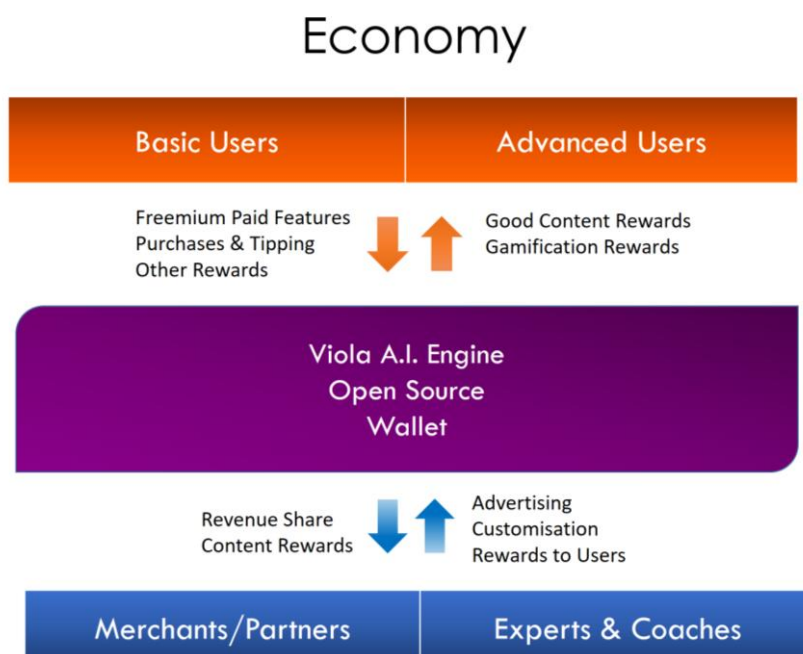 Economy
Basic Users
Advanced Users
Freemium Paid Features
Purchases & Tipping
Other Rewards
Good Content Rewards
Gamification Rewards
Viola A.I. Engine
Open Source
Wallet
Revenue Share
Content Rewards
Advertising
Customisation
Rewards to Users
Merchants/Partners
Experts & Coaches